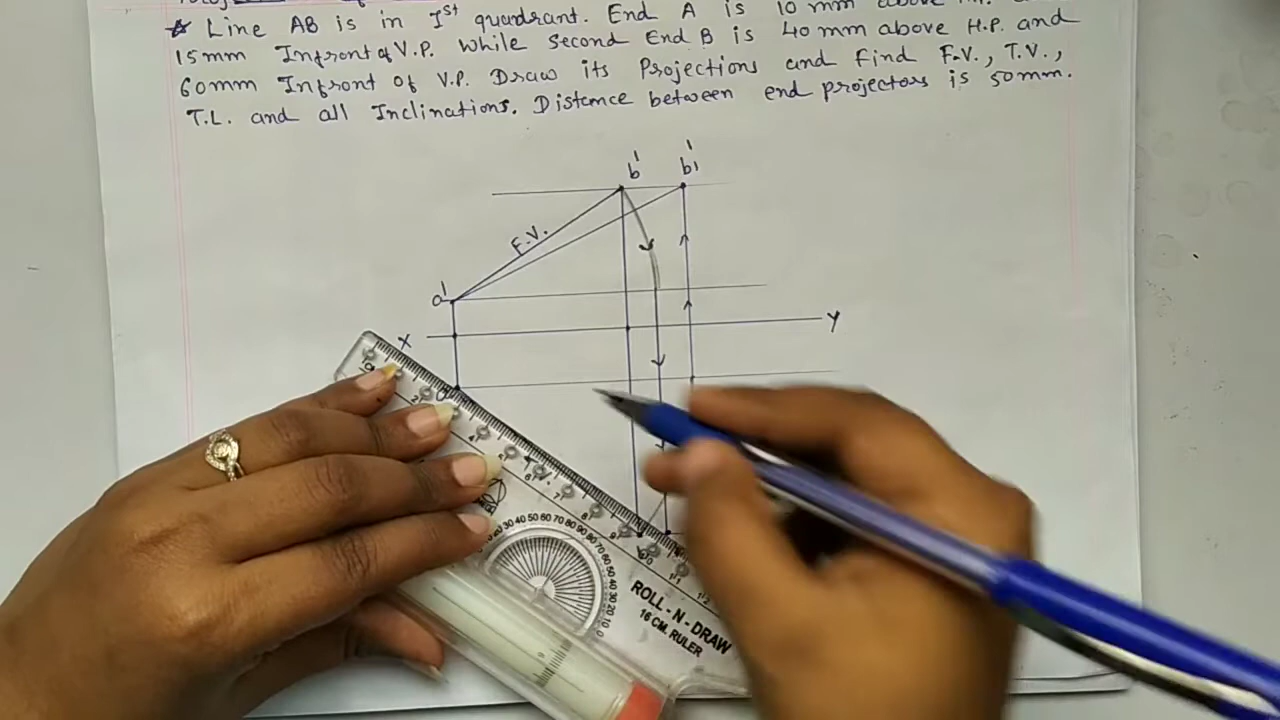 Line AB is in Ist quadrant. End A is 10 mm above
15mm Infront of V.P. While Second End B is 40 mm above H.P. and
60mm Infront of V.P. Draw its Projections and Find F.V., T.V.,
T.L. and all Inclinations. Distance between end projectors is 50mm.
b' b1'
F.V.
a'
X Y
ROLL - N - DRAW
16 CM. RULER